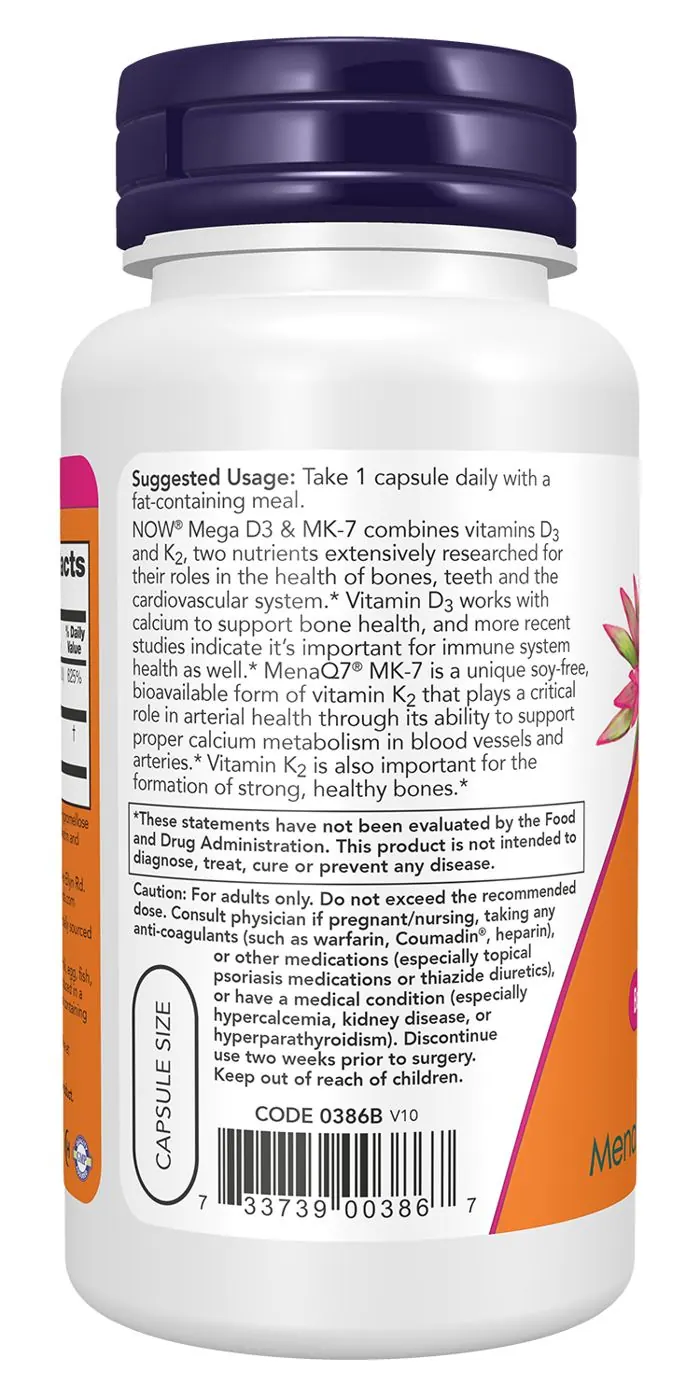 Suggested Usage: Take 1 capsule daily with a
fat-containing meal.
NOW® Mega D3 & MK-7 combines vitamins D3
and K2, two nutrients extensively researched for
their roles in the health of bones, teeth and the
cardiovascular system.* Vitamin D3 works with
calcium to support bone health, and more recent
studies indicate it's important for immune system
health as well.* MenaQ7® MK-7 is a unique soy-free,
bioavailable form of vitamin K2 that plays a critical
role in arterial health through its ability to support
proper calcium metabolism in blood vessels and
arteries.* Vitamin K2 is also important for the
formation of strong, healthy bones.*
*These statements have not been evaluated by the Food
and Drug Administration. This product is not intended to
diagnose, treat, cure or prevent any disease.
Caution: For adults only. Do not exceed the recommended
dose. Consult physician if pregnant/nursing, taking any
anti-coagulants (such as warfarin, Coumadin®, heparin),
or other medications (especially topical
psoriasis medications or thiazide diuretics),
or have a medical condition (especially
hypercalcemia, kidney disease, or
hyperparathyroidism). Discontinue
use two weeks prior to surgery.
Keep out of reach of children.
CAPSULE SIZE
CODE 0386B V10
7 33739 00386 7
% Daily
Value
625%
†
Rd.
sourced
egg, fish,
in a
containing
GMP